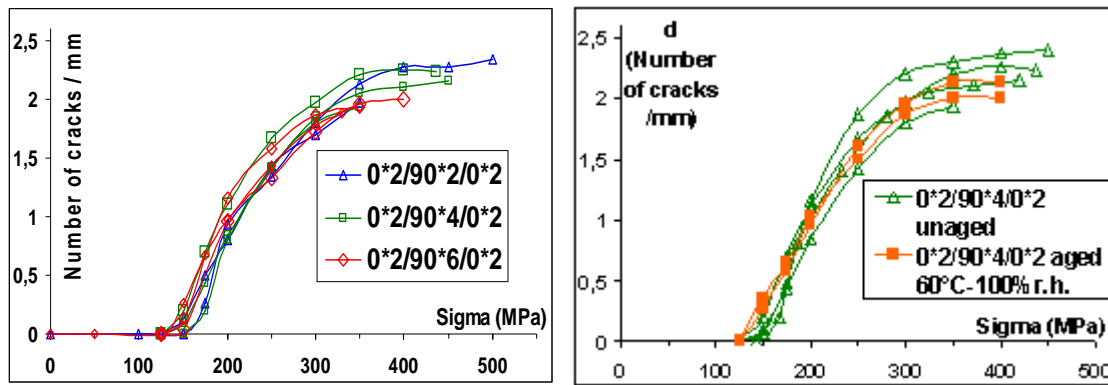 2,5
2
1,5
1
0,5
0
Number of cracks / mm
0*2/90*2/0*2
0*2/90*4/0*2
0*2/90*6/0*2
Sigma (MPa)
0 100 200 300 400 500
d
(Number
of cracks
/mm)
2,5
2
1,5
1
0,5
0
0*2/90*4/0*2
unaged
0*2/90*4/0*2 aged
60°C-100% r.h.
Sigma (MPa)
0 100 200 300 400 500